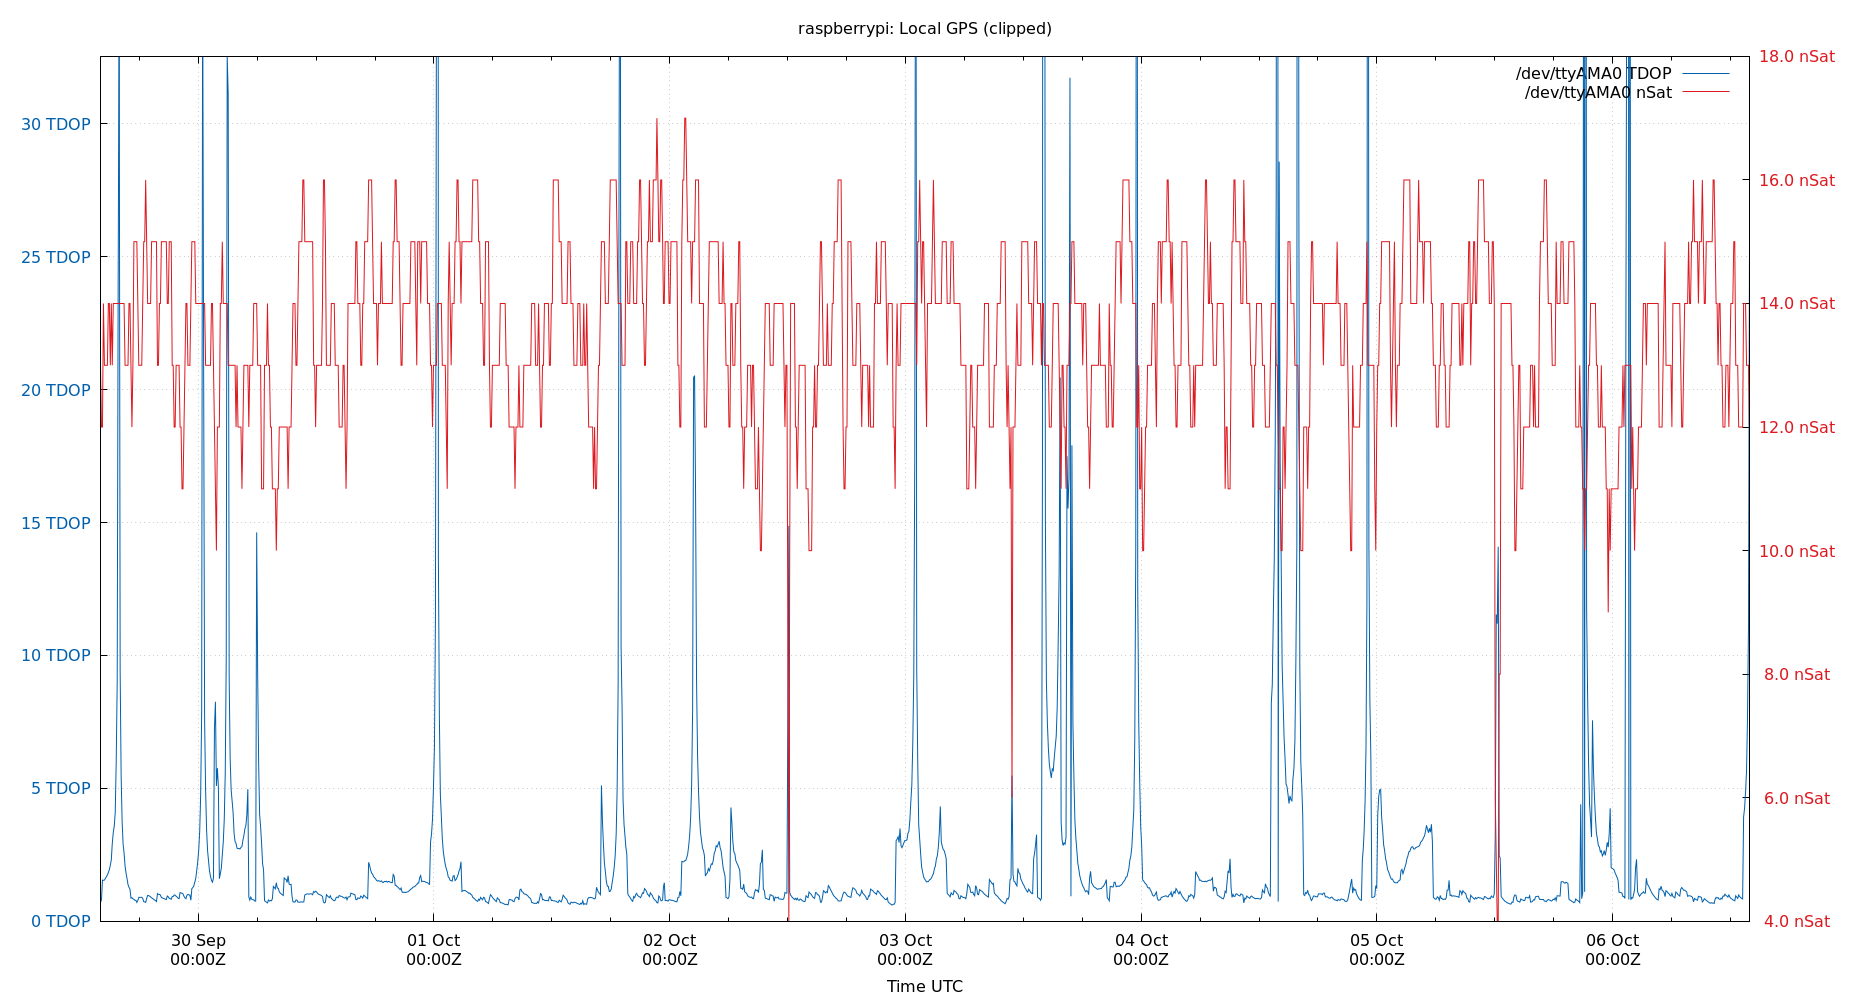 raspberrypi: Local GPS (clipped)
18.0 nSat
/dev/ttyAMA0 TDOP
/dev/ttyAMA0 nSat
30 TDOP
16.0 nSat
25 TDOP
14.0 nSat
20 TDOP
12.0 nSat
15 TDOP
10.0 nSat
10 TDOP
8.0 nSat
5 TDOP
6.0 nSat
0 TDOP
4.0 nSat
30 Sep 01 Oct 02 Oct 03 Oct 04 Oct 05 Oct 06 Oct
00:00Z 00:00Z 00:00Z 00:00Z 00:00Z 00:00Z 00:00Z
Time UTC